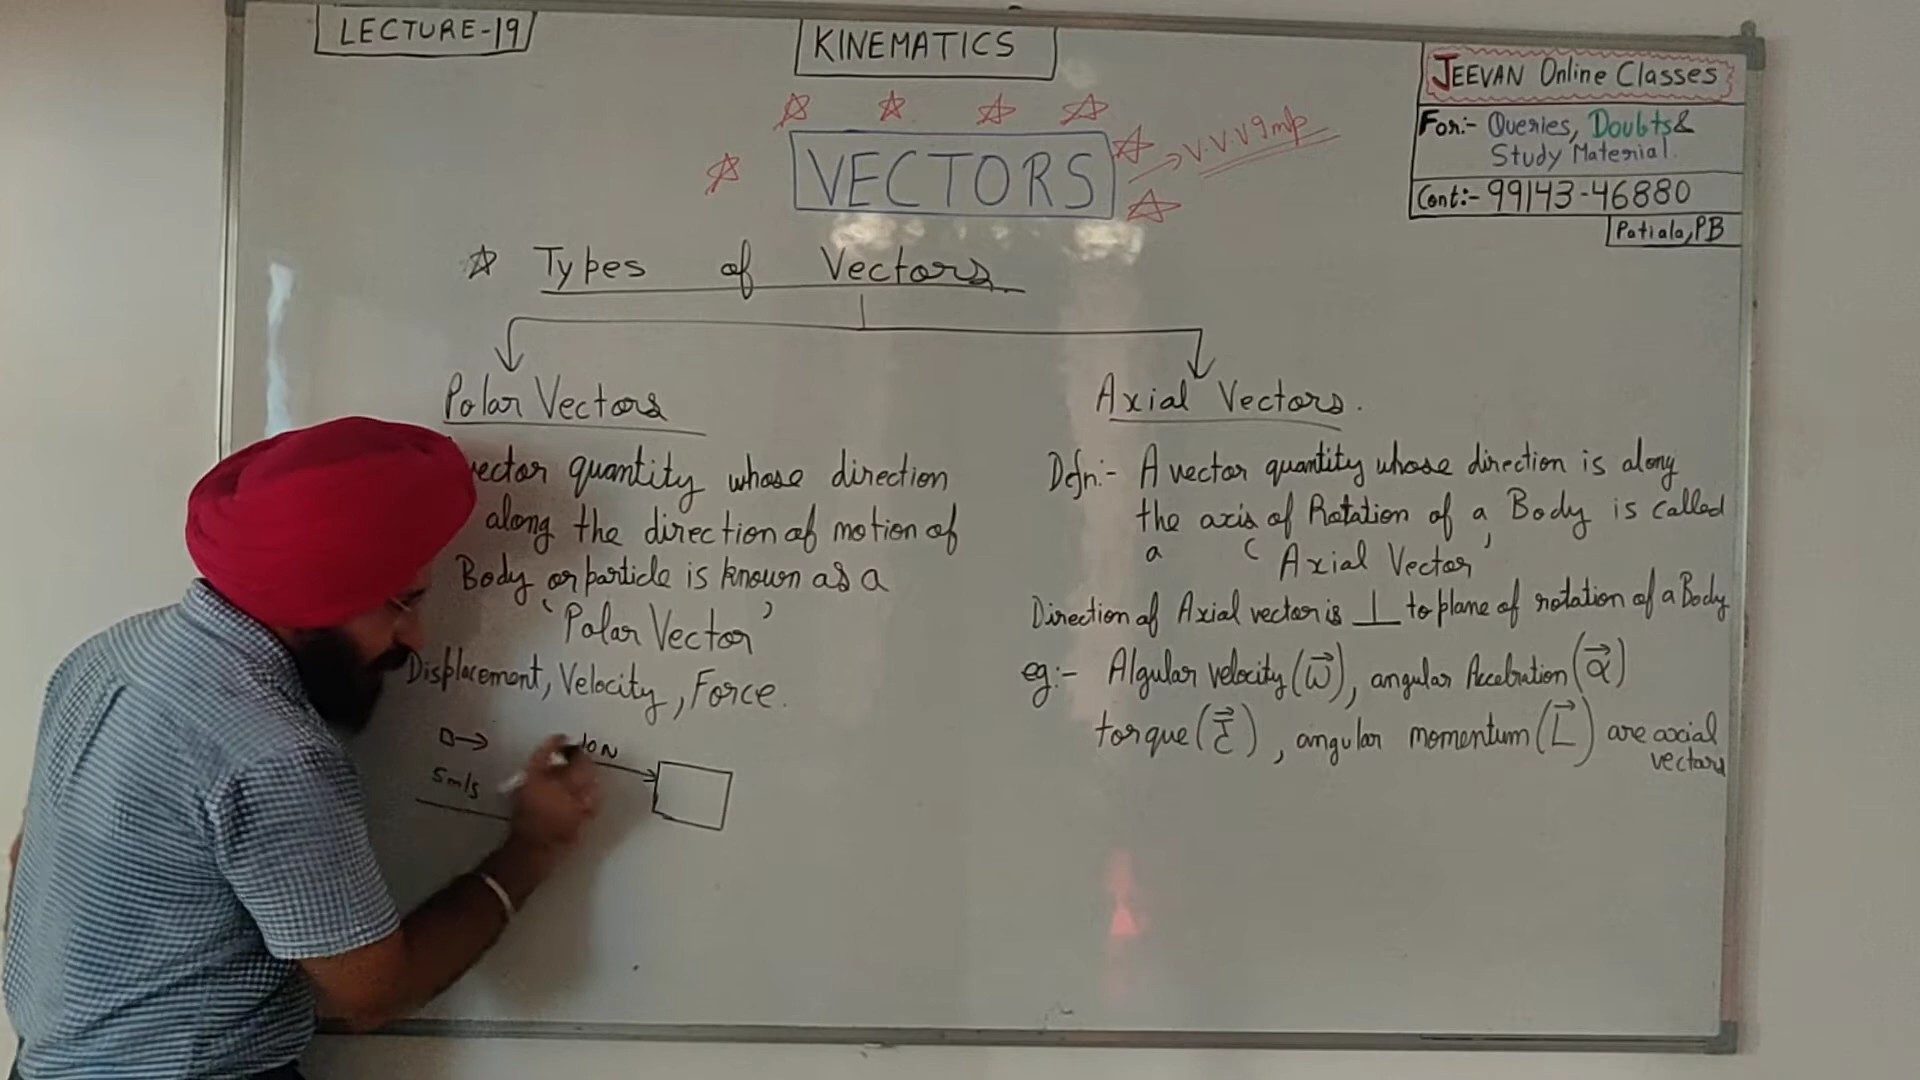 LECTURE-19
KINEMATICS
JEEVAN Online Classes
For:- Queries, Doubts &
Study Material.
Cont:- 99143-46880
Patiala, PB
VECTORS
V.V.V Imp
Types of Vectors
Polar Vectors
vector quantity whose direction
along the direction of motion of
Body or particle is known as a
'Polar Vector'
Displacement, Velocity, Force.
5m/s
10N
Axial Vectors.
Defn:- A vector quantity whose direction is along
the axis of Rotation of a Body is called
a 'Axial Vector'
Direction of Axial vector is ⊥ to plane of rotation of a Body
eg:- Algular velocity (ω⃗), angular Accelration (α⃗)
torque (τ⃗), angular momentum (L⃗) are axial
vectors